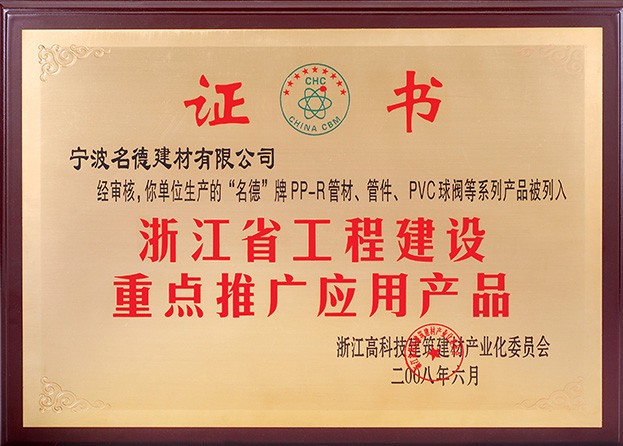 证书
CHC
CHINA CBM
宁波名德建材有限公司
经审核,你单位生产的“名德”牌PP-R管材、管件、PVC球阀等系列产品被列入
浙江省工程建设
重点推广应用产品
浙江高科技建筑建材产业化委员会
二00八年六月